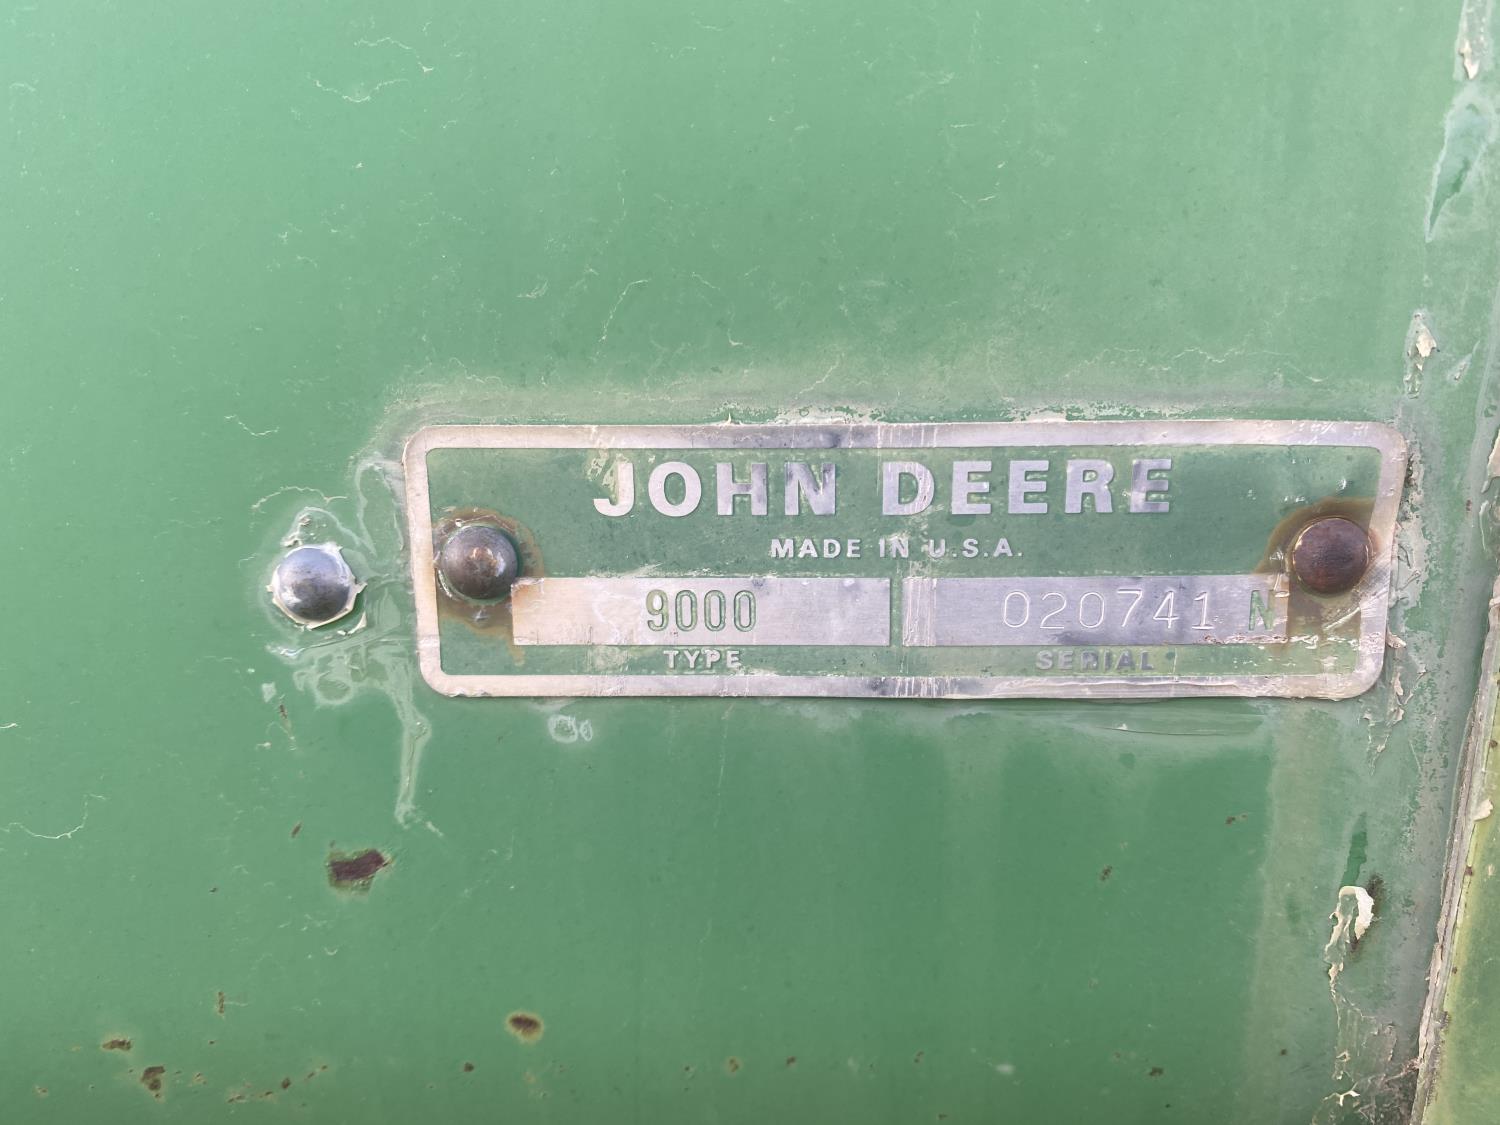 JOHN DEERE
MADE IN U.S.A.
9000 020741 N
TYPE SERIAL